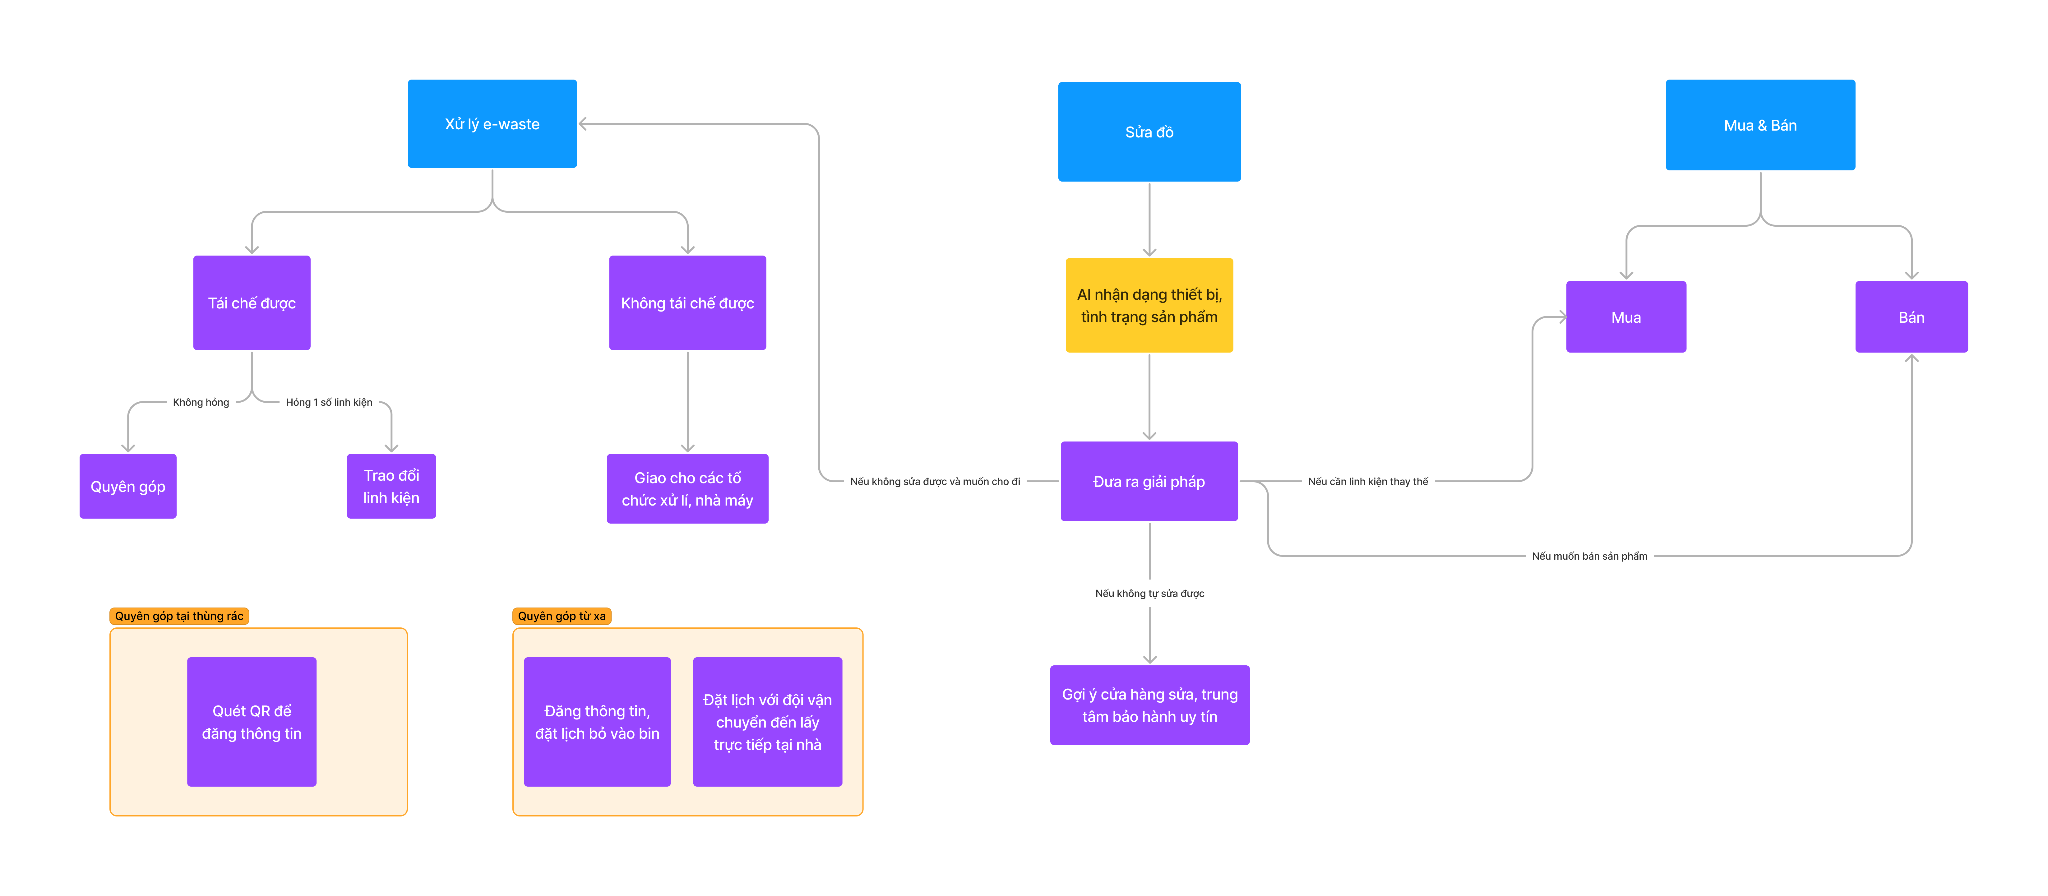 Xử lý e-waste
Sửa đồ
Mua & Bán
Tái chế được
Không tái chế được
AI nhận dạng thiết bị,
tình trạng sản phẩm
Mua
Bán
Không hỏng
Hỏng 1 số linh kiện
Quyên góp
Trao đổi
linh kiện
Giao cho các tổ
chức xử lí, nhà máy
Nếu không sửa được và muốn cho đi
Đưa ra giải pháp
Nếu cần linh kiện thay thế
Nếu muốn bán sản phẩm
Nếu không tự sửa được
Gợi ý cửa hàng sửa, trung
tâm bảo hành uy tín
Quyên góp tại thùng rác
Quét QR để
đăng thông tin
Quyên góp từ xa
Đăng thông tin,
đặt lịch bỏ vào bin
Đặt lịch với đội vận
chuyển đến lấy
trực tiếp tại nhà